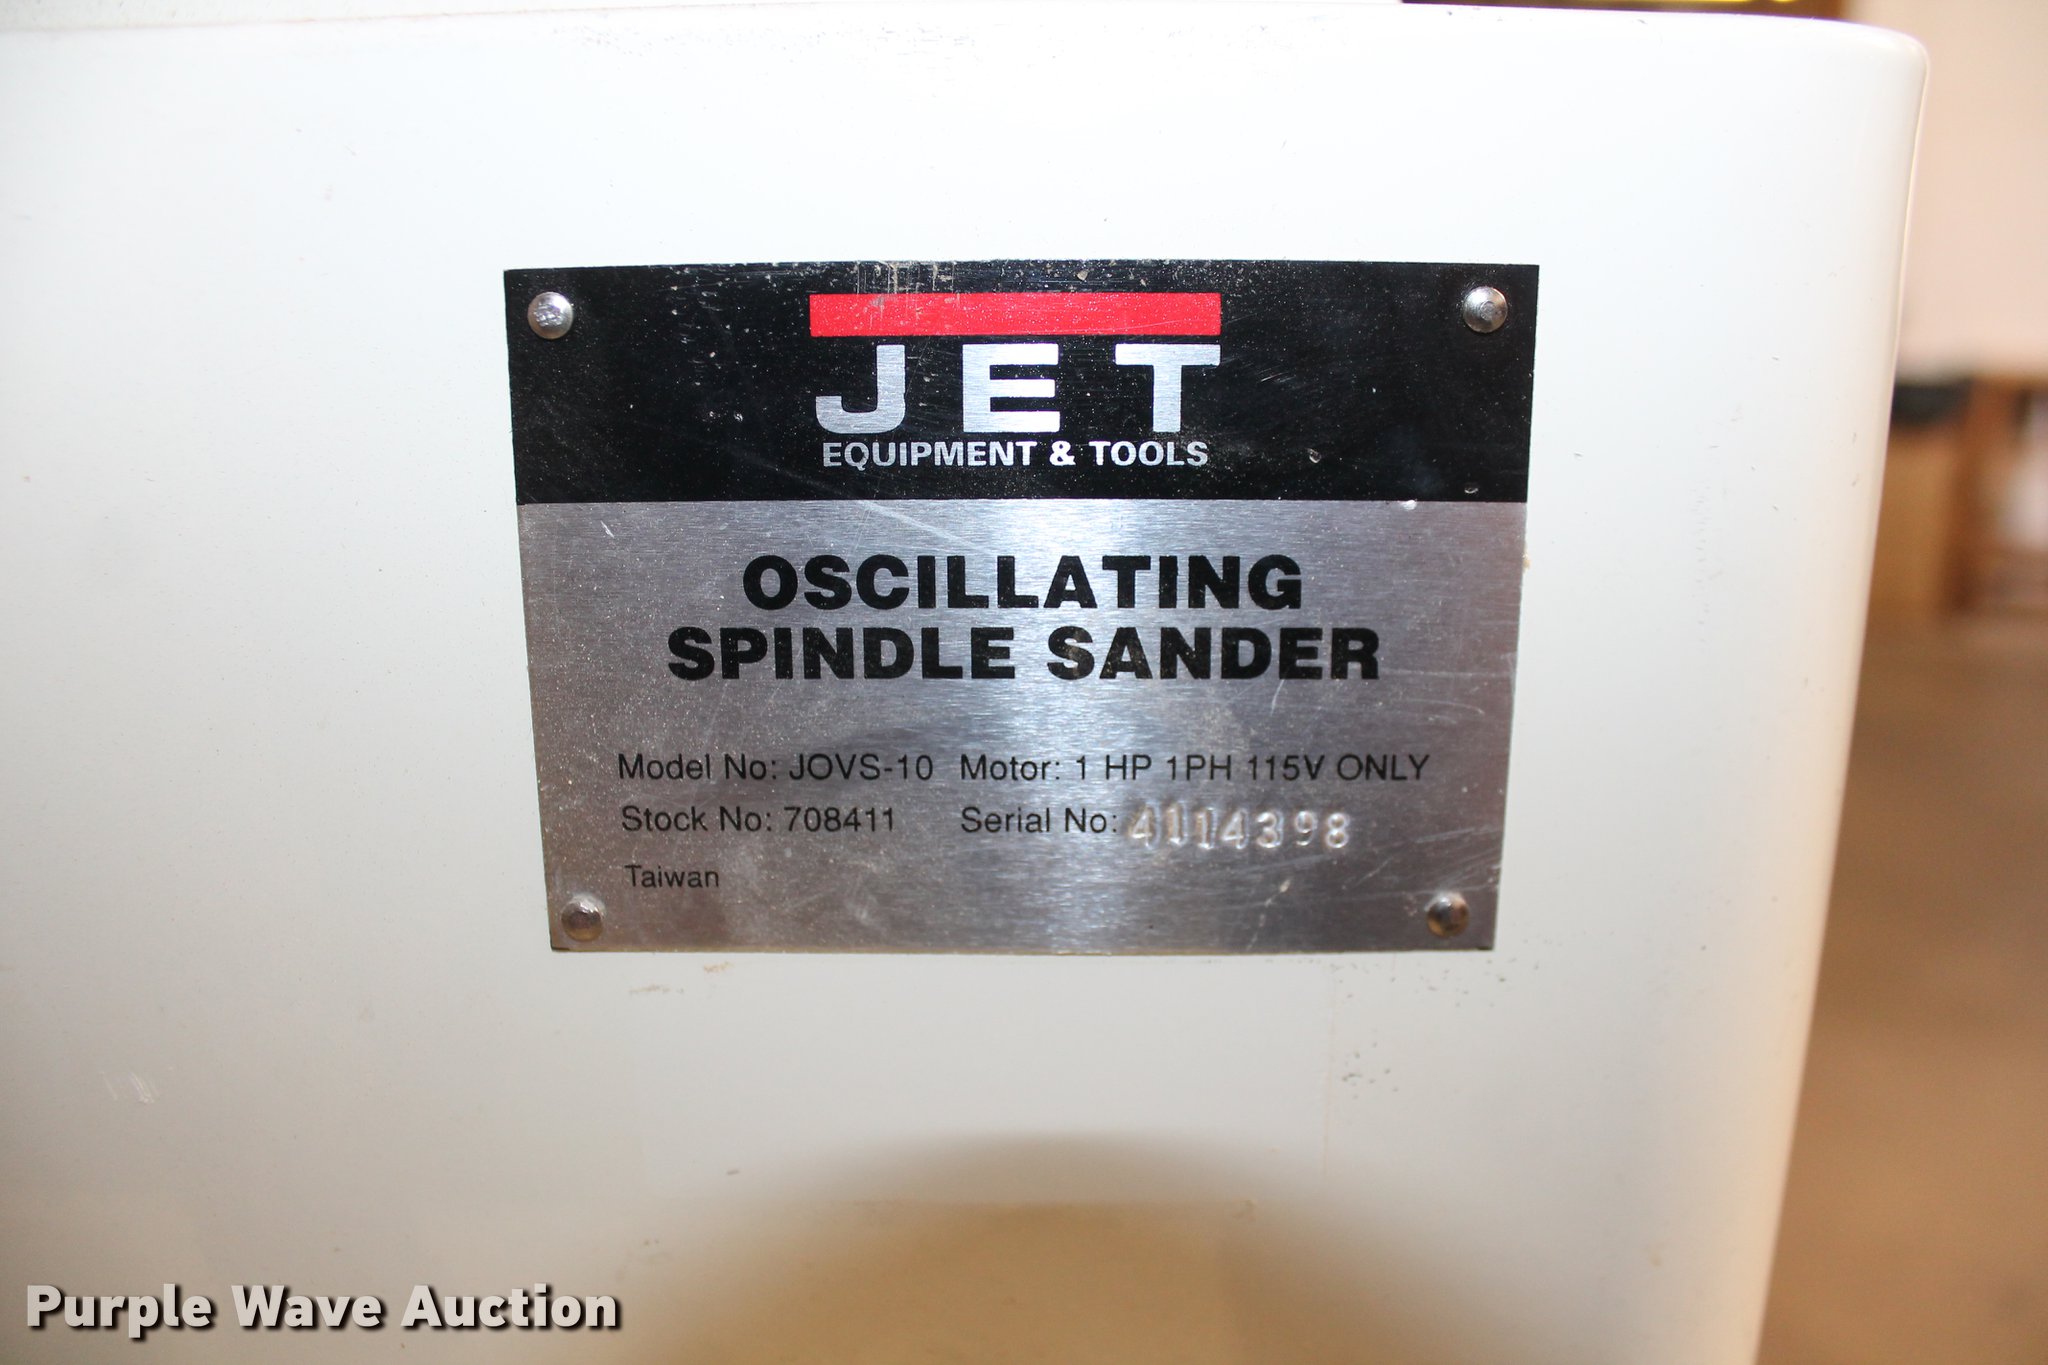 JET
EQUIPMENT & TOOLS
OSCILLATING
SPINDLE SANDER
Model No: JOVS-10 Motor: 1 HP 1PH 115V ONLY
Stock No: 708411 Serial No: 4114398
Taiwan
Purple Wave Auction